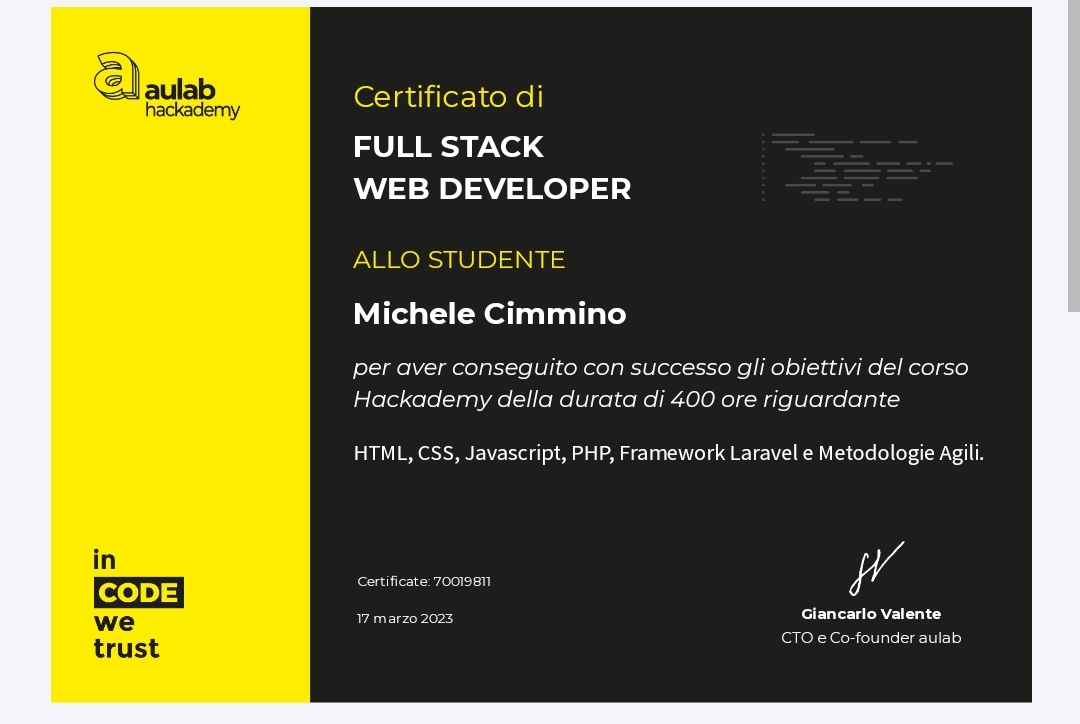 a aulab
hackademy
Certificato di
FULL STACK
WEB DEVELOPER
ALLO STUDENTE
Michele Cimmino
per aver conseguito con successo gli obiettivi del corso
Hackademy della durata di 400 ore riguardante
HTML, CSS, Javascript, PHP, Framework Laravel e Metodologie Agili.
in
CODE
we
trust
Certificate: 70019811
17 marzo 2023
Giancarlo Valente
CTO e Co-founder aulab